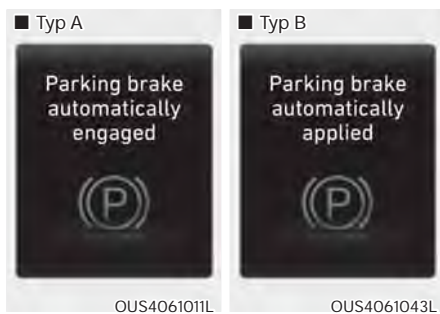 ■ Typ A
Parking brake
automatically
engaged
P
OUS4061011L
■ Typ B
Parking brake
automatically
applied
P
OUS4061043L